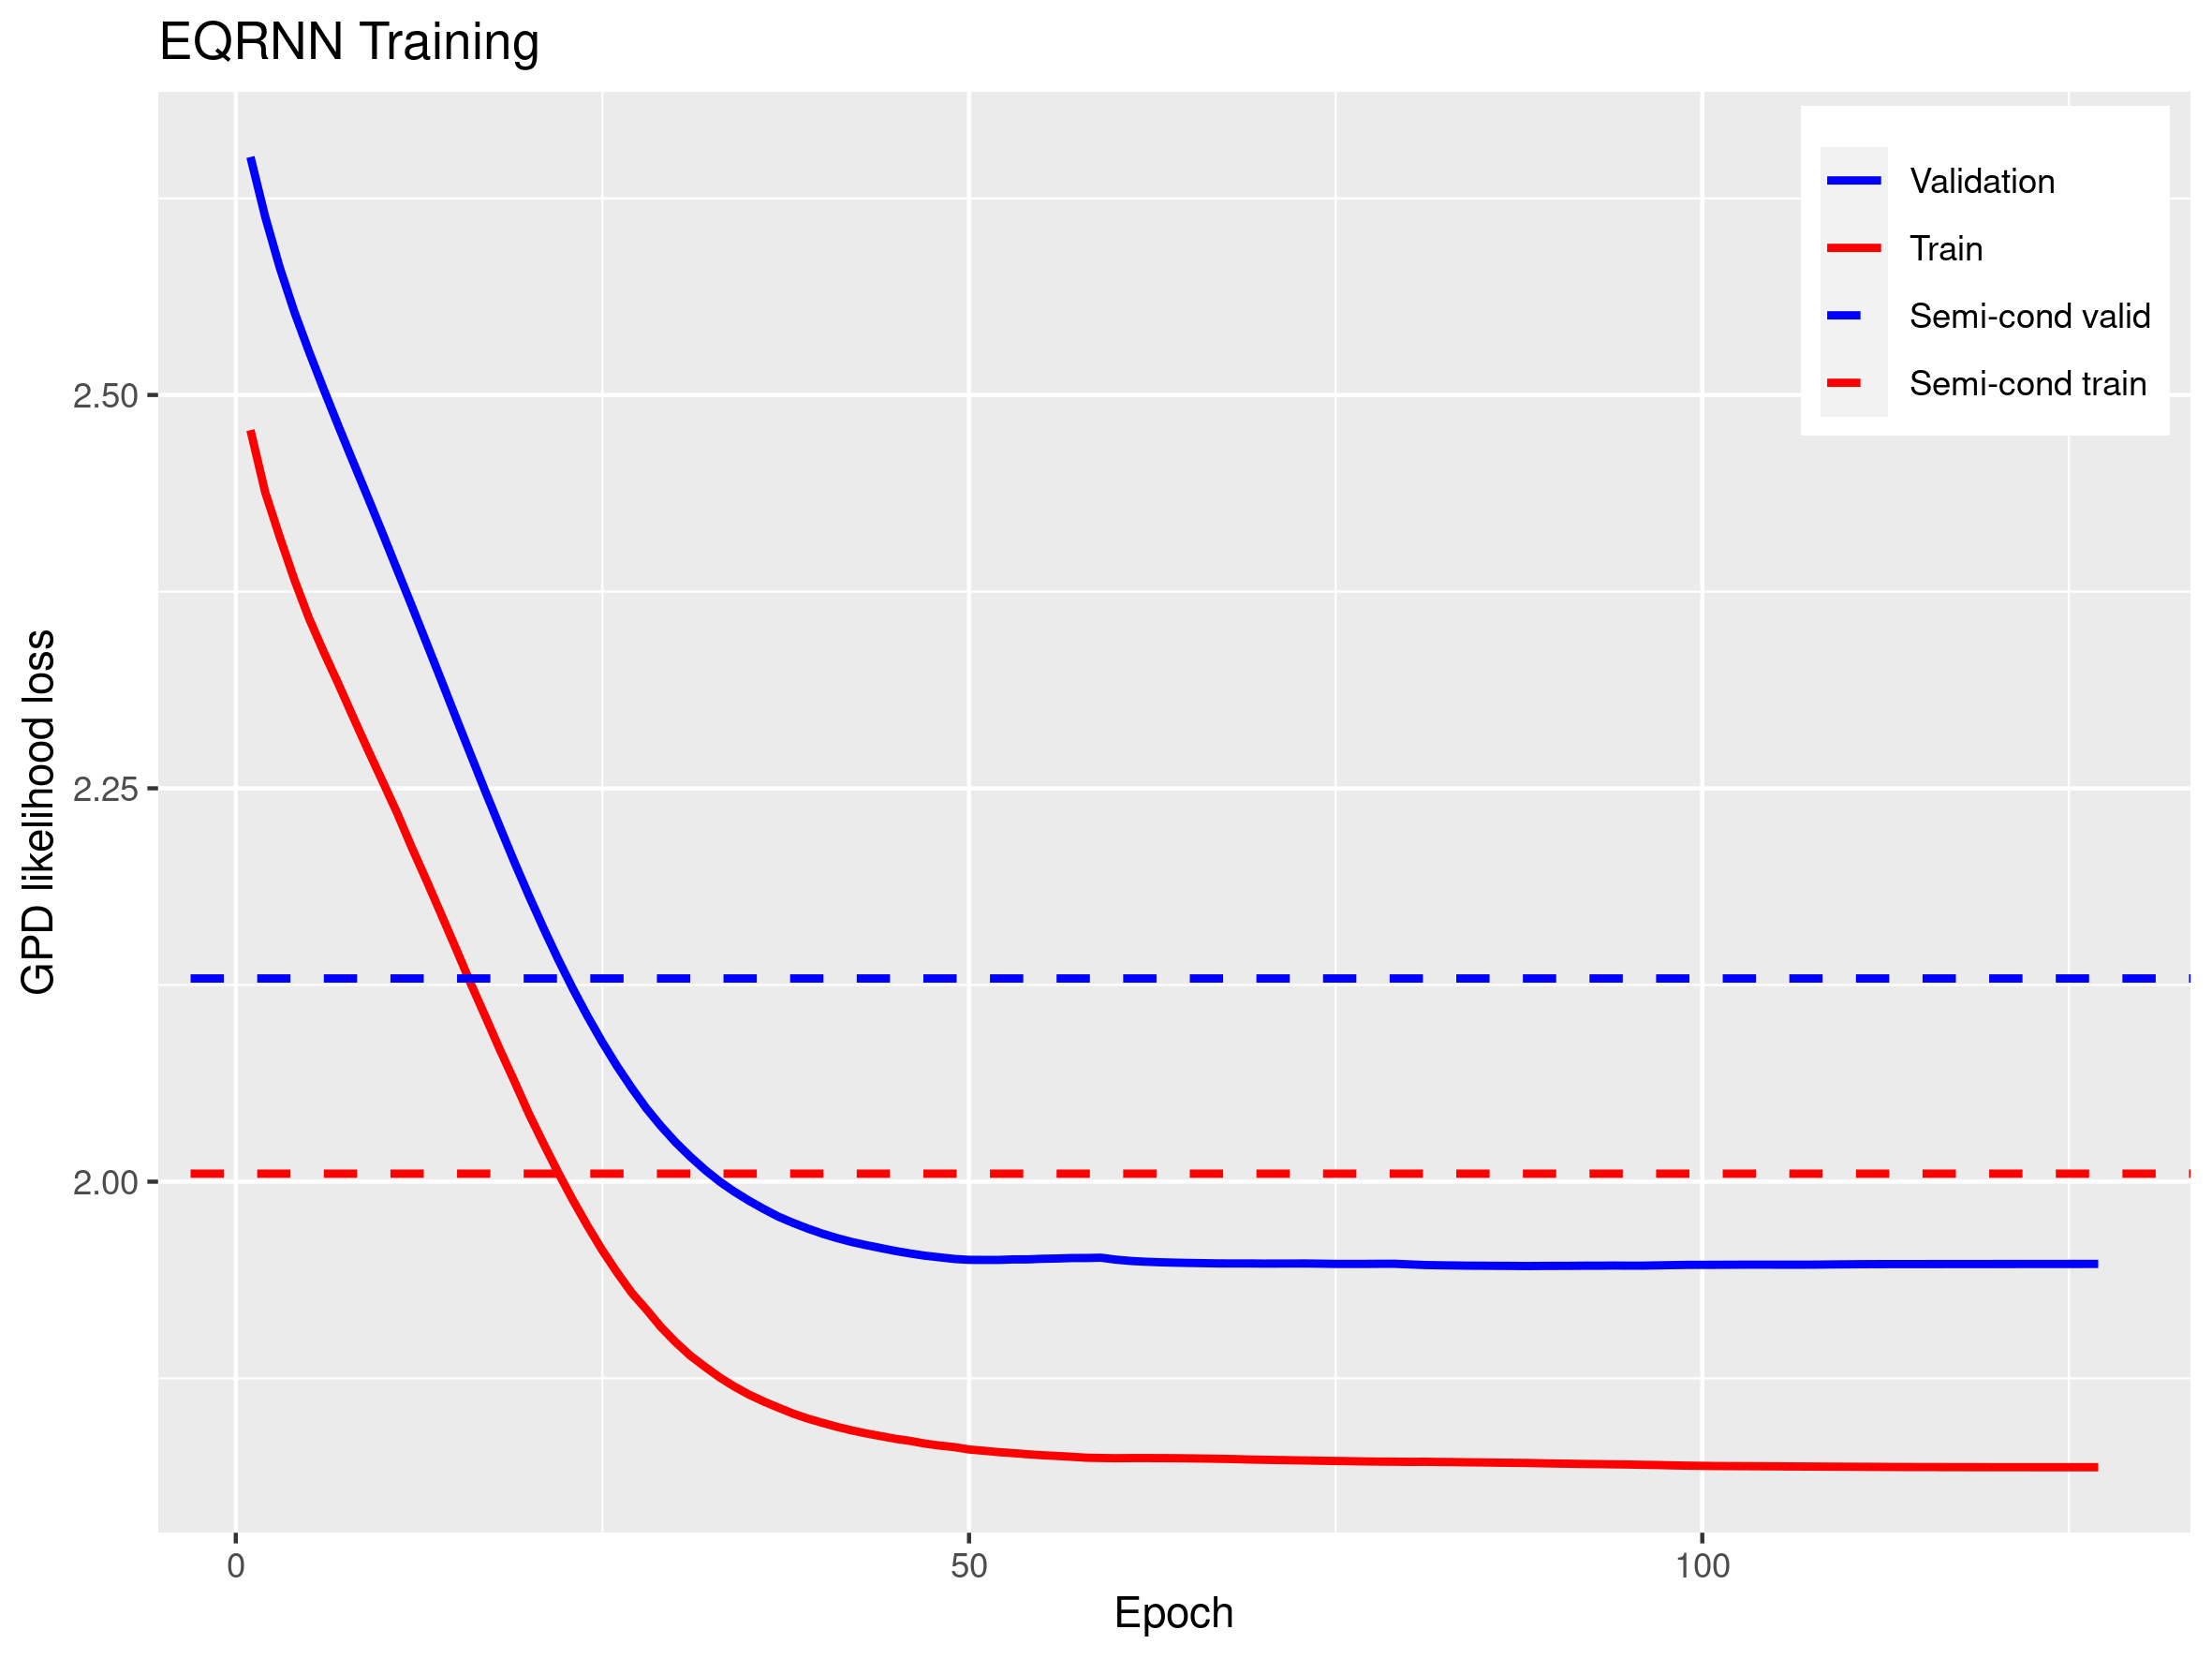 EQRNN Training
Validation
Train
Semi-cond valid
Semi-cond train
GPD likelihood loss
2.50
2.25
2.00
0
50
100
Epoch